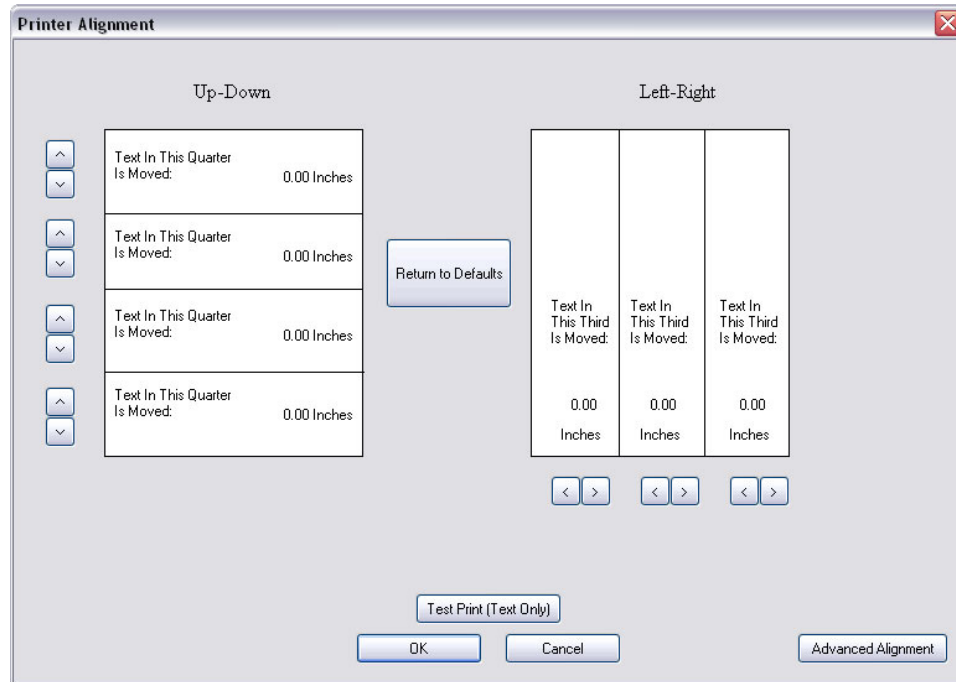 Printer Alignment
Up-Down
Left-Right
Text In This Quarter
Is Moved:
0.00 Inches
Text In This Quarter
Is Moved:
0.00 Inches
Text In This Quarter
Is Moved:
0.00 Inches
Text In This Quarter
Is Moved:
0.00 Inches
Return to Defaults
Text In
This Third
Is Moved:
0.00
Inches
Text In
This Third
Is Moved:
0.00
Inches
Text In
This Third
Is Moved:
0.00
Inches
Test Print (Text Only)
OK
Cancel
Advanced Alignment